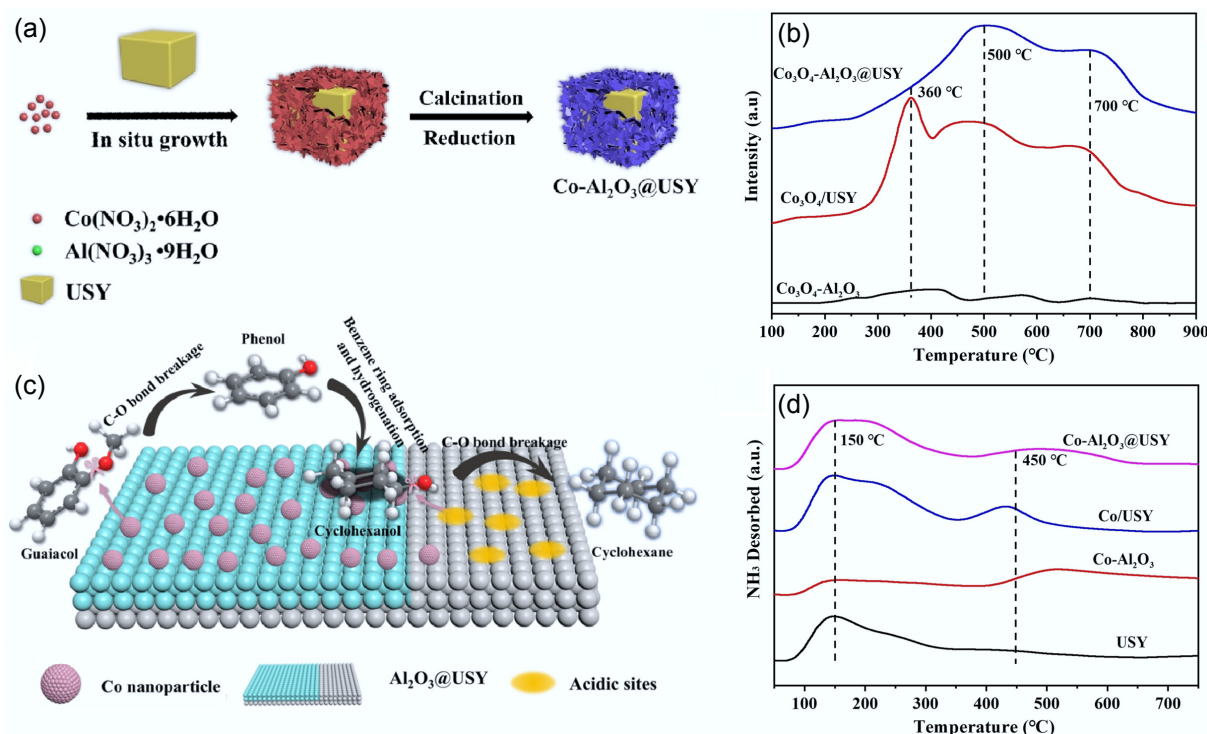 (a)
In situ growth
Calcination
Reduction
Co-Al₂O₃@USY
Co(NO₃)₂•6H₂O
Al(NO₃)₃•9H₂O
USY
(b)
Intensity (a.u)
Co₃O₄-Al₂O₃@USY
Co₃O₄/USY
Co₃O₄-Al₂O₃
360 ℃
500 ℃
700 ℃
100 200 300 400 500 600 700 800 900
Temperature (℃)
(c)
C-O bond breakage
Phenol
Benzene ring adsorption
and hydrogenation
C-O bond breakage
Guaiacol
Cyclohexanol
Cyclohexane
Co nanoparticle
Al₂O₃@USY
Acidic sites
(d)
NH₃ Desorbed (a.u.)
150 ℃
450 ℃
Co-Al₂O₃@USY
Co/USY
Co-Al₂O₃
USY
100 200 300 400 500 600 700
Temperature (℃)